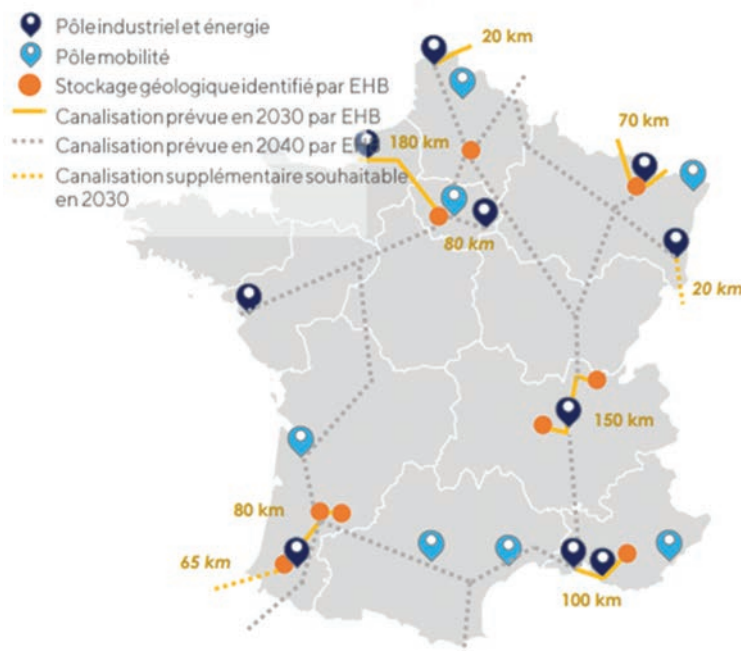 Pôle industriel et énergie
Pôle mobilité
Stockage géologique identifié par EHB
Canalisation prévue en 2030 par EHB
Canalisation prévue en 2040 par
Canalisation supplémentaire souhaitable
en 2030
20 km
180 km
70 km
80 km
20 km
150 km
80 km
65 km
100 km